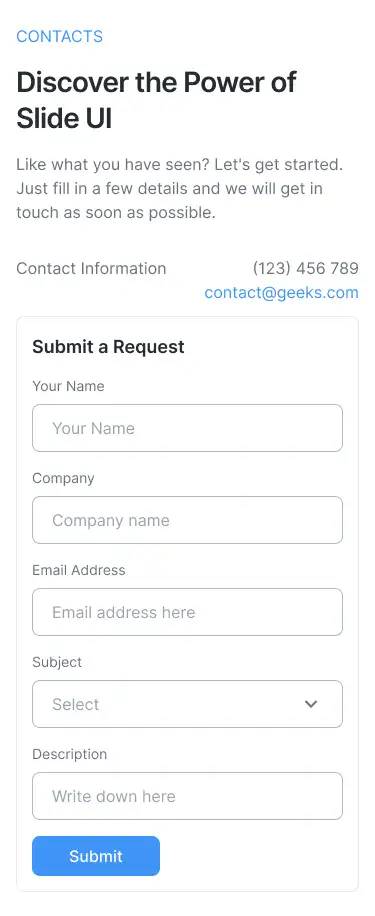 CONTACTS
Discover the Power of
Slide UI
Like what you have seen? Let's get started.
Just fill in a few details and we will get in
touch as soon as possible.
Contact Information
(123) 456 789
contact@geeks.com
Submit a Request
Your Name
Your Name
Company
Company name
Email Address
Email address here
Subject
Select
Description
Write down here
Submit